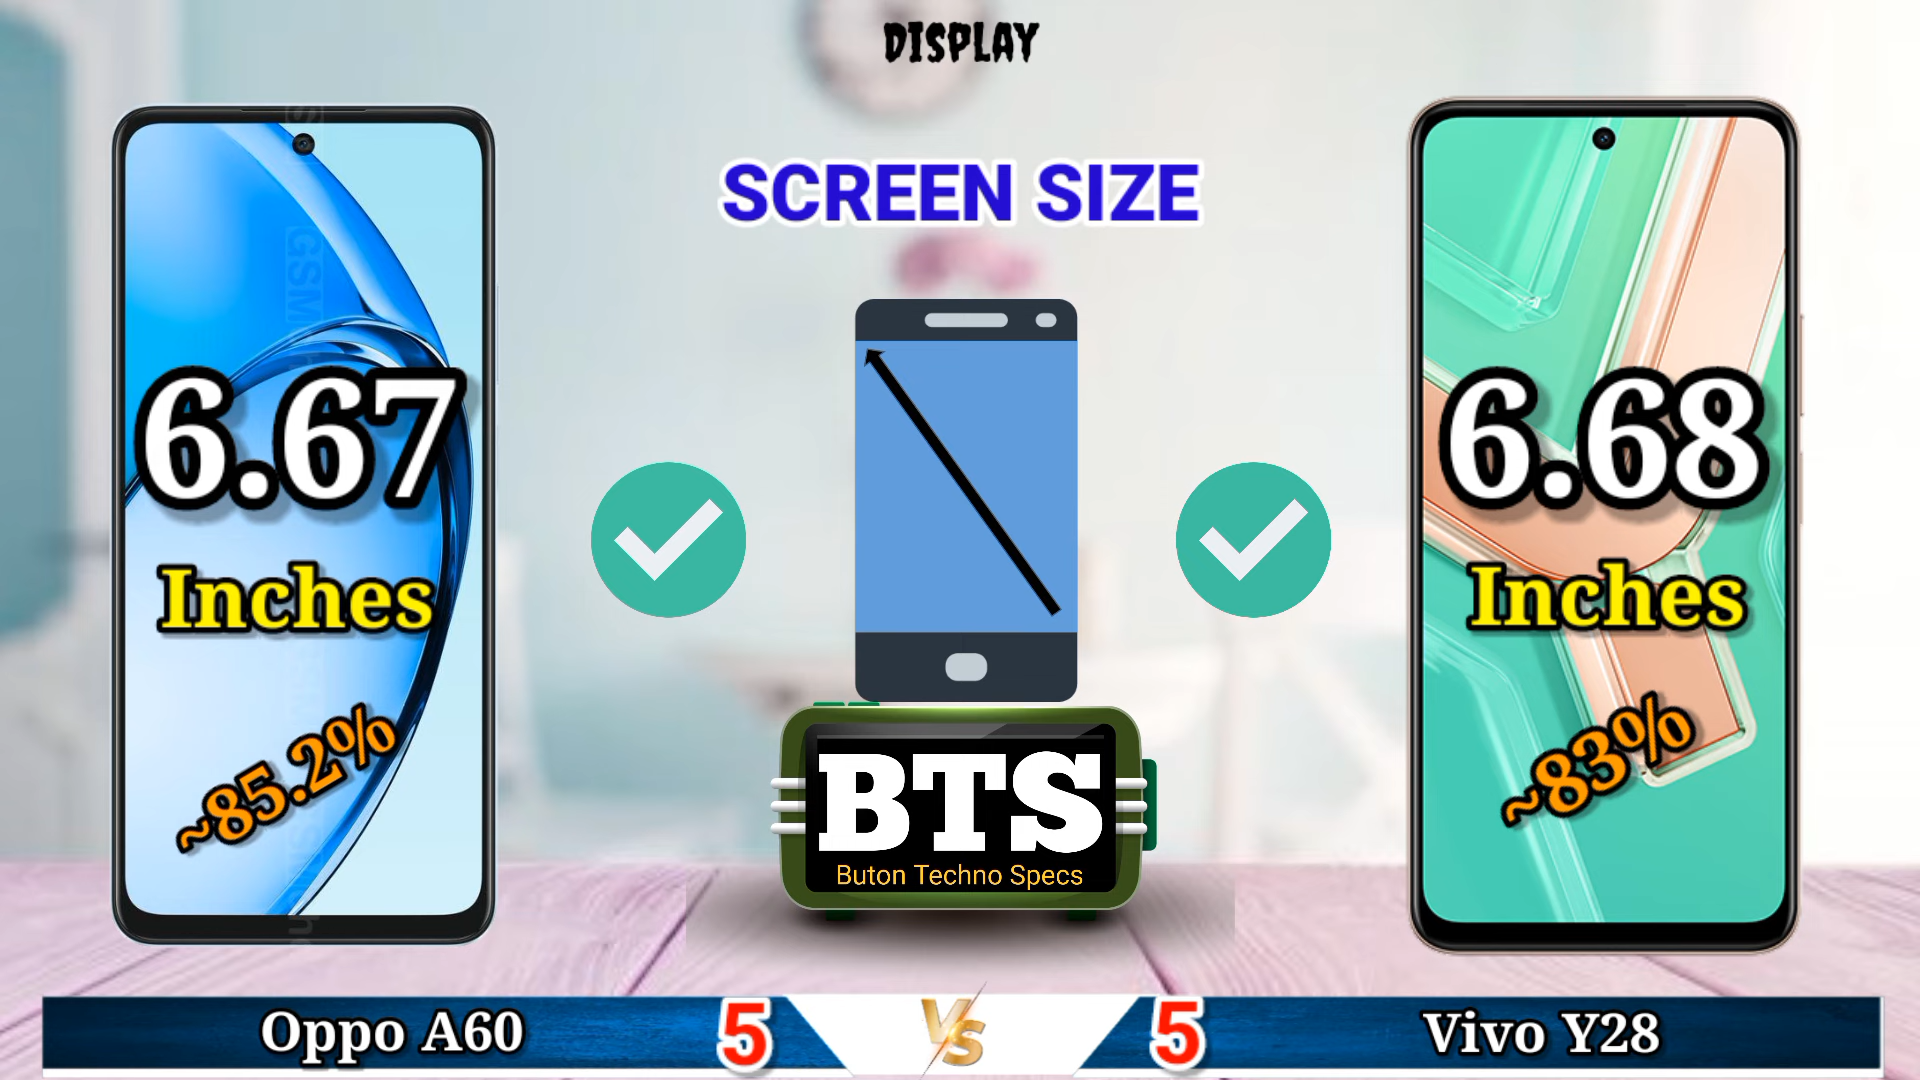 DISPLAY
SCREEN SIZE
6.67
Inches
~85.2%
6.68
Inches
~83%
BTS
Buton Techno Specs
Oppo A60
5
VS
5
Vivo Y28